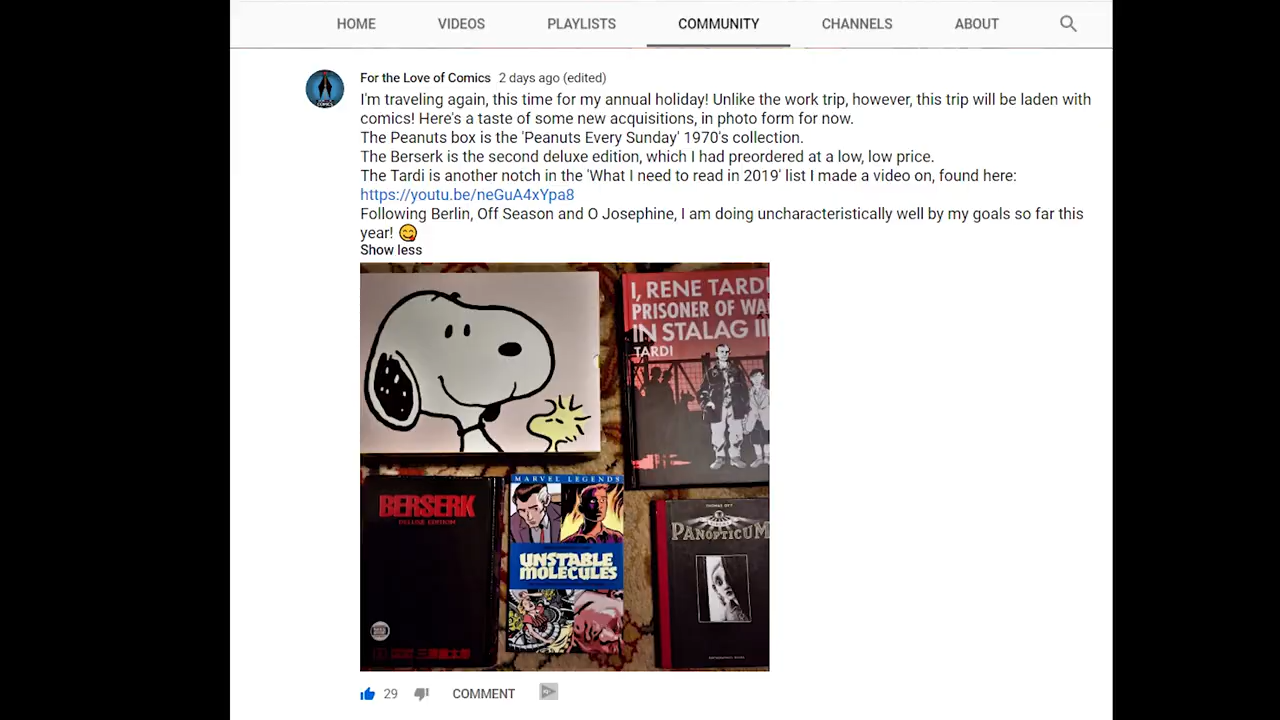 HOME VIDEOS PLAYLISTS COMMUNITY CHANNELS ABOUT
For the Love of Comics 2 days ago (edited)
I'm traveling again, this time for my annual holiday! Unlike the work trip, however, this trip will be laden with
comics! Here's a taste of some new acquisitions, in photo form for now.
The Peanuts box is the 'Peanuts Every Sunday' 1970's collection.
The Berserk is the second deluxe edition, which I had preordered at a low, low price.
The Tardi is another notch in the 'What I need to read in 2019' list I made a video on, found here:
https://youtu.be/neGuA4xYpa8
Following Berlin, Off Season and O Josephine, I am doing uncharacteristically well by my goals so far this
year! 😋
Show less
I, RENE TARDI
PRISONER OF WA
IN STALAG II
TARDI
BERSERK
DELUXE EDITION
MARVEL LEGENDS
UNSTABLE
MOLECULES
THOMAS OTT
PANOPTICUM
29 COMMENT